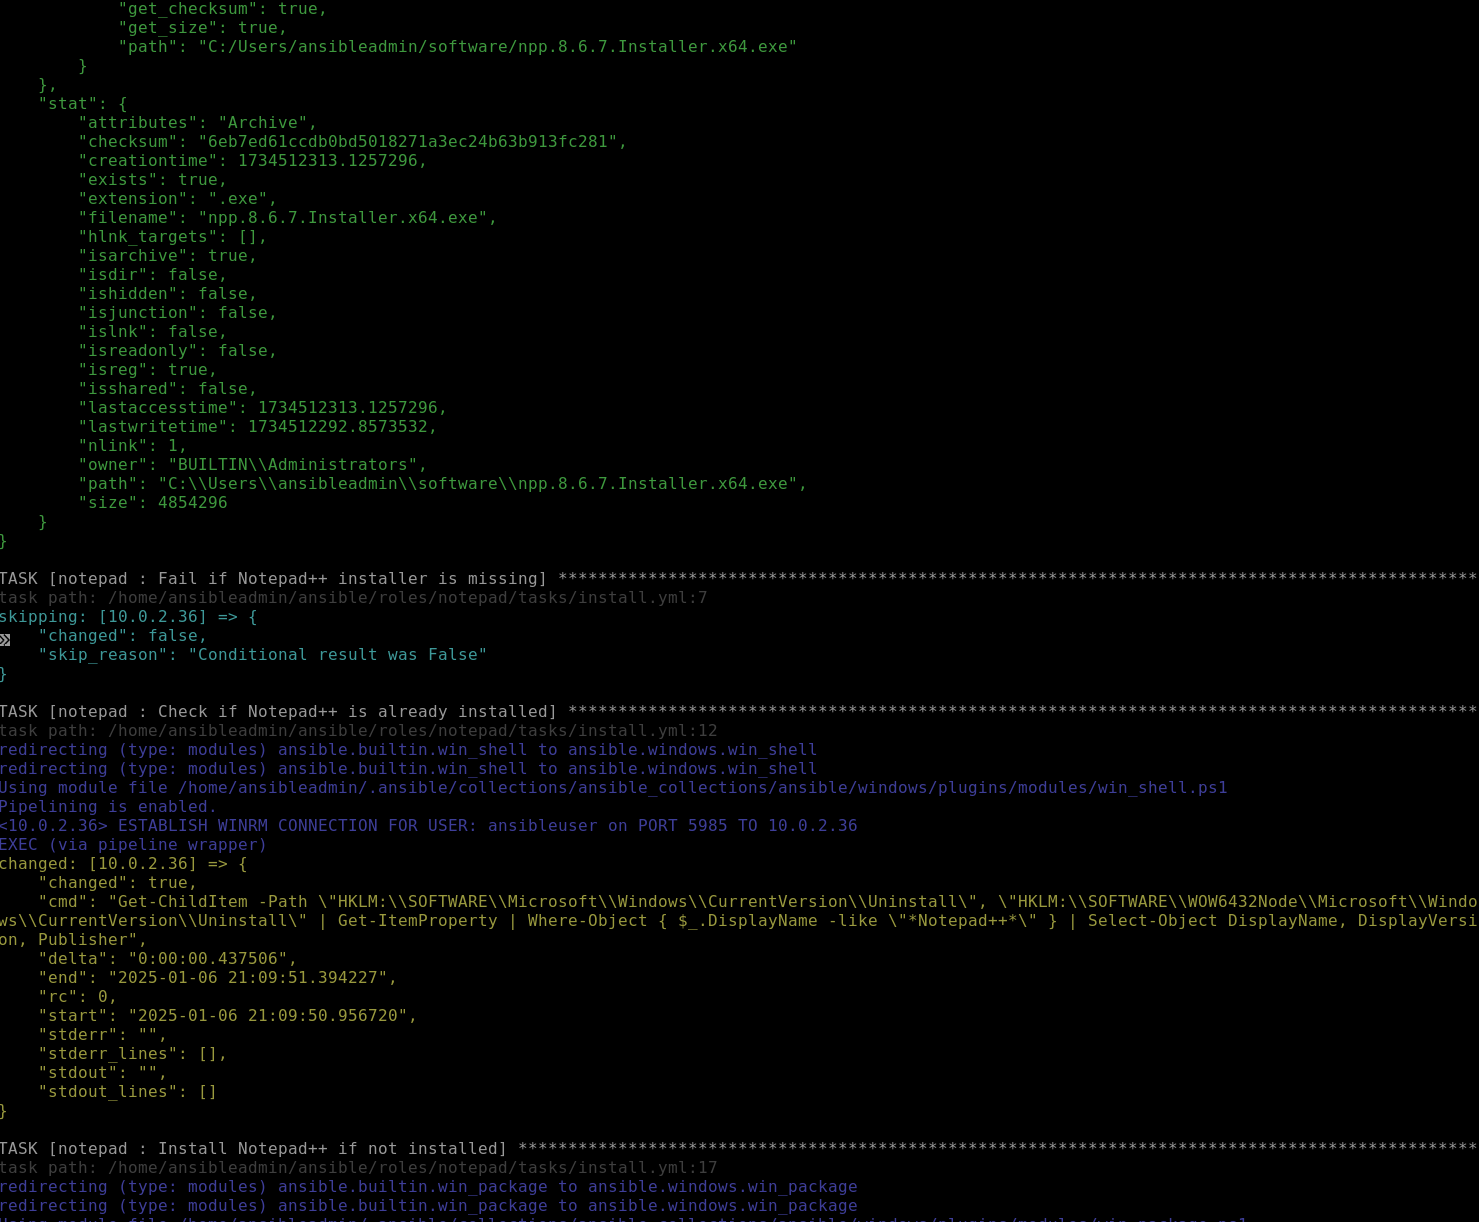 "get_checksum": true,
            "get_size": true,
            "path": "C:/Users/ansibleadmin/software/npp.8.6.7.Installer.x64.exe"
        }
    },
    "stat": {
        "attributes": "Archive",
        "checksum": "6eb7ed61ccdb0bd5018271a3ec24b63b913fc281",
        "creationtime": 1734512313.1257296,
        "exists": true,
        "extension": ".exe",
        "filename": "npp.8.6.7.Installer.x64.exe",
        "hlnk_targets": [],
        "isarchive": true,
        "isdir": false,
        "ishidden": false,
        "isjunction": false,
        "islnk": false,
        "isreadonly": false,
        "isreg": true,
        "isshared": false,
        "lastaccesstime": 1734512313.1257296,
        "lastwritetime": 1734512292.8573532,
        "nlink": 1,
        "owner": "BUILTIN\\Administrators",
        "path": "C:\\Users\\ansibleadmin\\software\\npp.8.6.7.Installer.x64.exe",
        "size": 4854296
    }
}
TASK [notepad : Fail if Notepad++ installer is missing] ********************************************************************************************
task path: /home/ansibleadmin/ansible/roles/notepad/tasks/install.yml:7
skipping: [10.0.2.36] => {
»   "changed": false,
    "skip_reason": "Conditional result was False"
}
TASK [notepad : Check if Notepad++ is already installed] *******************************************************************************************
task path: /home/ansibleadmin/ansible/roles/notepad/tasks/install.yml:12
redirecting (type: modules) ansible.builtin.win_shell to ansible.windows.win_shell
redirecting (type: modules) ansible.builtin.win_shell to ansible.windows.win_shell
Using module file /home/ansibleadmin/.ansible/collections/ansible_collections/ansible/windows/plugins/modules/win_shell.ps1
Pipelining is enabled.
<10.0.2.36> ESTABLISH WINRM CONNECTION FOR USER: ansibleuser on PORT 5985 TO 10.0.2.36
EXEC (via pipeline wrapper)
changed: [10.0.2.36] => {
    "changed": true,
    "cmd": "Get-ChildItem -Path \"HKLM:\\SOFTWARE\\Microsoft\\Windows\\CurrentVersion\\Uninstall\", \"HKLM:\\SOFTWARE\\WOW6432Node\\Microsoft\\Windo
ws\\CurrentVersion\\Uninstall\" | Get-ItemProperty | Where-Object { $_.DisplayName -like \"*Notepad++*\" } | Select-Object DisplayName, DisplayVersi
on, Publisher",
    "delta": "0:00:00.437506",
    "end": "2025-01-06 21:09:51.394227",
    "rc": 0,
    "start": "2025-01-06 21:09:50.956720",
    "stderr": "",
    "stderr_lines": [],
    "stdout": "",
    "stdout_lines": []
}
TASK [notepad : Install Notepad++ if not installed] ************************************************************************************************
task path: /home/ansibleadmin/ansible/roles/notepad/tasks/install.yml:17
redirecting (type: modules) ansible.builtin.win_package to ansible.windows.win_package
redirecting (type: modules) ansible.builtin.win_package to ansible.windows.win_package